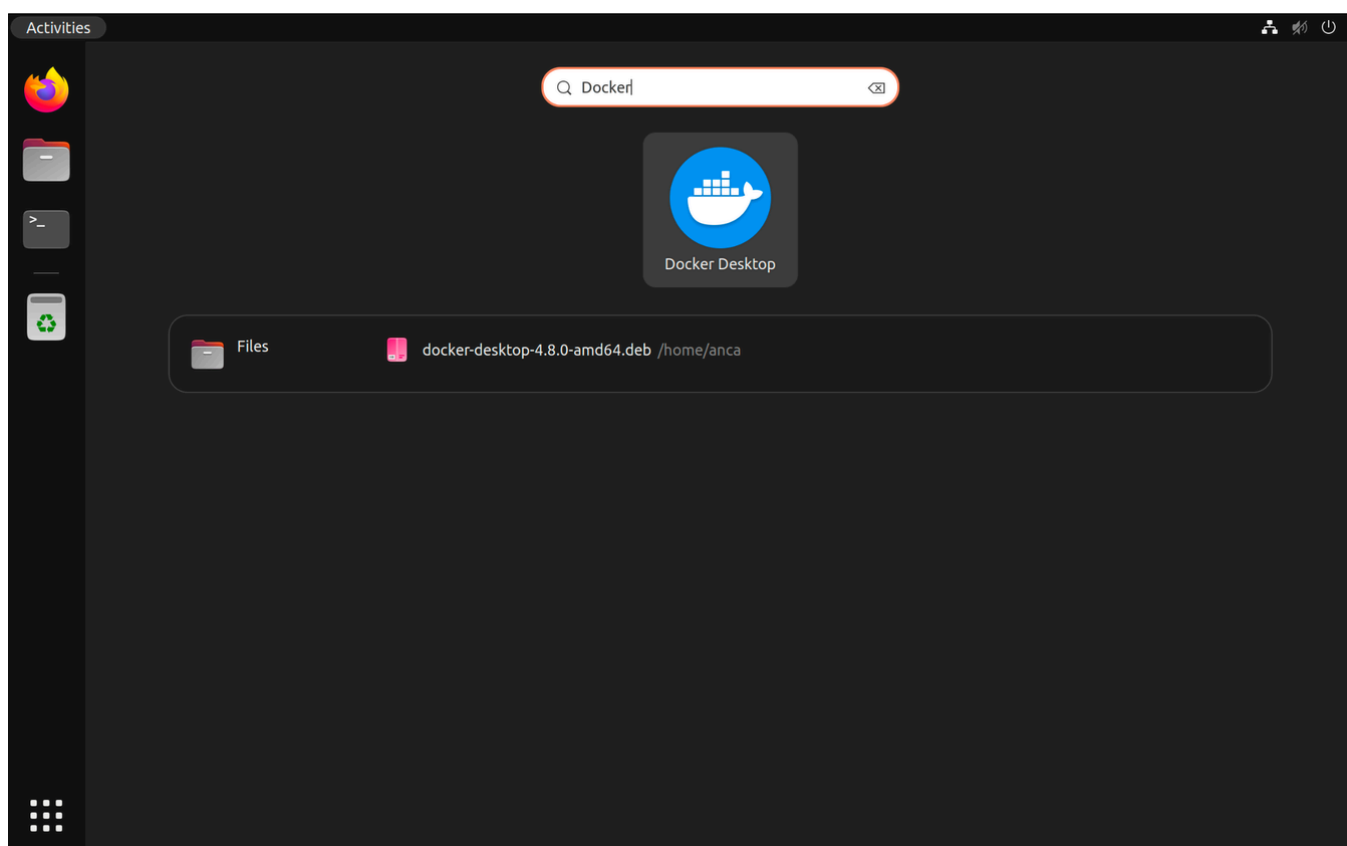 Activities
Docker
>_
Docker Desktop
Files
docker-desktop-4.8.0-amd64.deb /home/anca